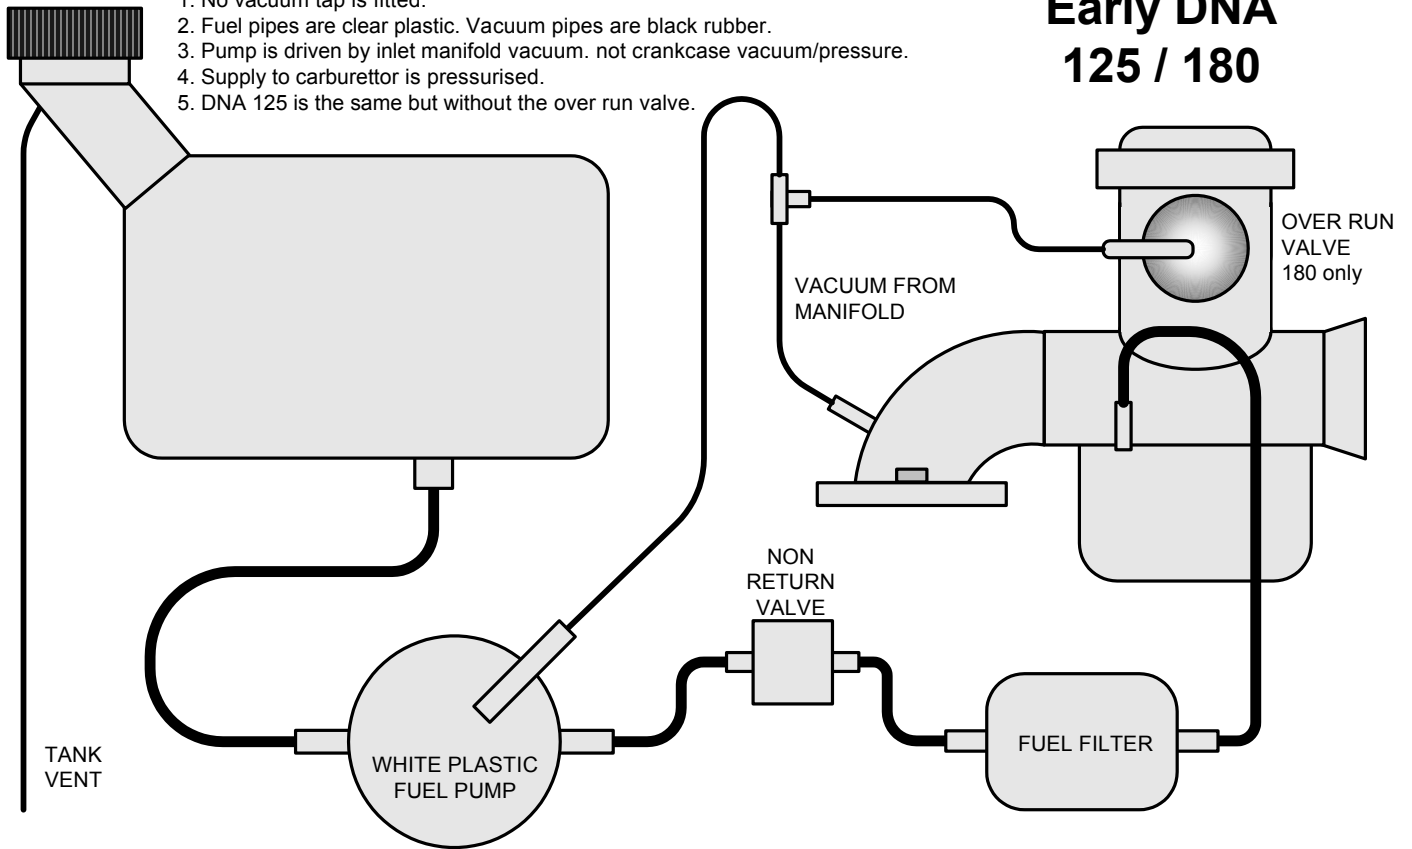 1. No vacuum tap is fitted.
2. Fuel pipes are clear plastic. Vacuum pipes are black rubber.
3. Pump is driven by inlet manifold vacuum. not crankcase vacuum/pressure.
4. Supply to carburettor is pressurised.
5. DNA 125 is the same but without the over run valve.
Early DNA
125 / 180
OVER RUN
VALVE
180 only
VACUUM FROM
MANIFOLD
NON
RETURN
VALVE
TANK
VENT
WHITE PLASTIC
FUEL PUMP
FUEL FILTER